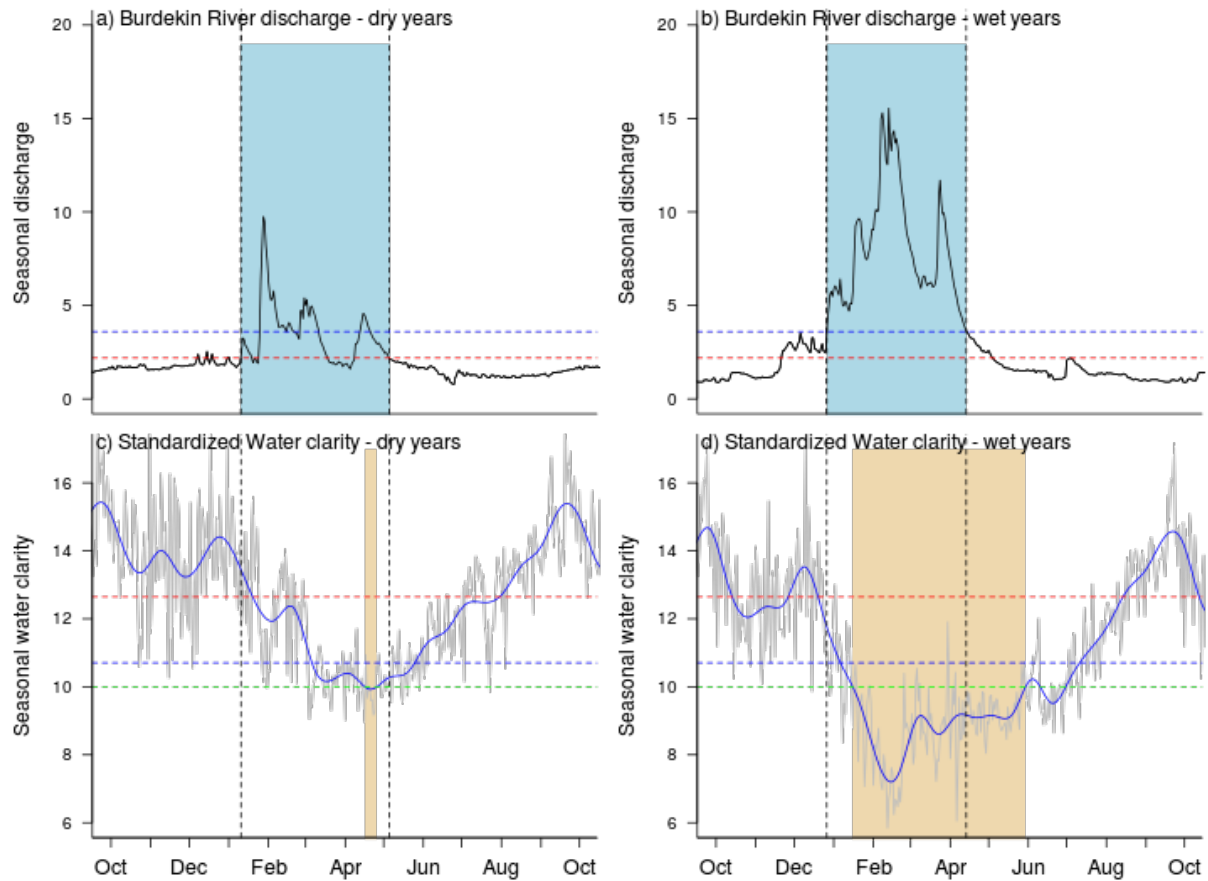 a) Burdekin River discharge - dry years
20
15
10
5
0
Seasonal discharge
b) Burdekin River discharge - wet years
20
15
10
5
0
Seasonal discharge
c) Standardized Water clarity - dry years
16
14
12
10
8
6
Seasonal water clarity
Oct Dec Feb Apr Jun Aug Oct
d) Standardized Water clarity - wet years
16
14
12
10
8
6
Seasonal water clarity
Oct Dec Feb Apr Jun Aug Oct